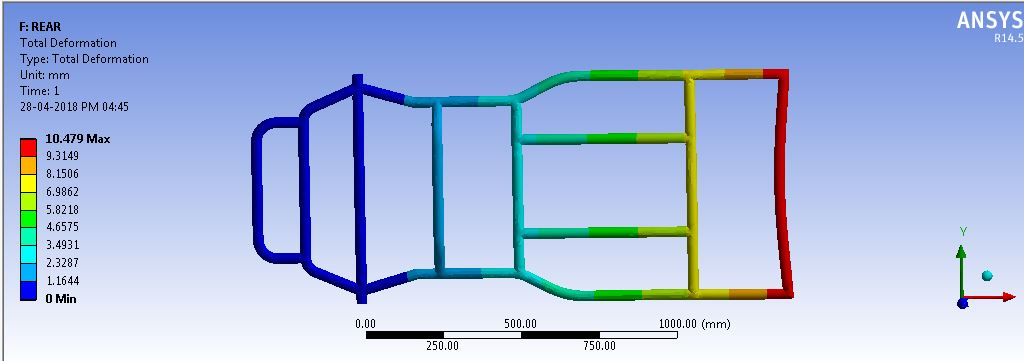 F: REAR
Total Deformation
Type: Total Deformation
Unit: mm
Time: 1
28-04-2018 PM 04:45
ANSYS
R14.5
10.479 Max
9.3149
8.1506
6.9862
5.8218
4.6575
3.4931
2.3287
1.1644
0 Min
Y
0.00 500.00 1000.00 (mm)
250.00 750.00